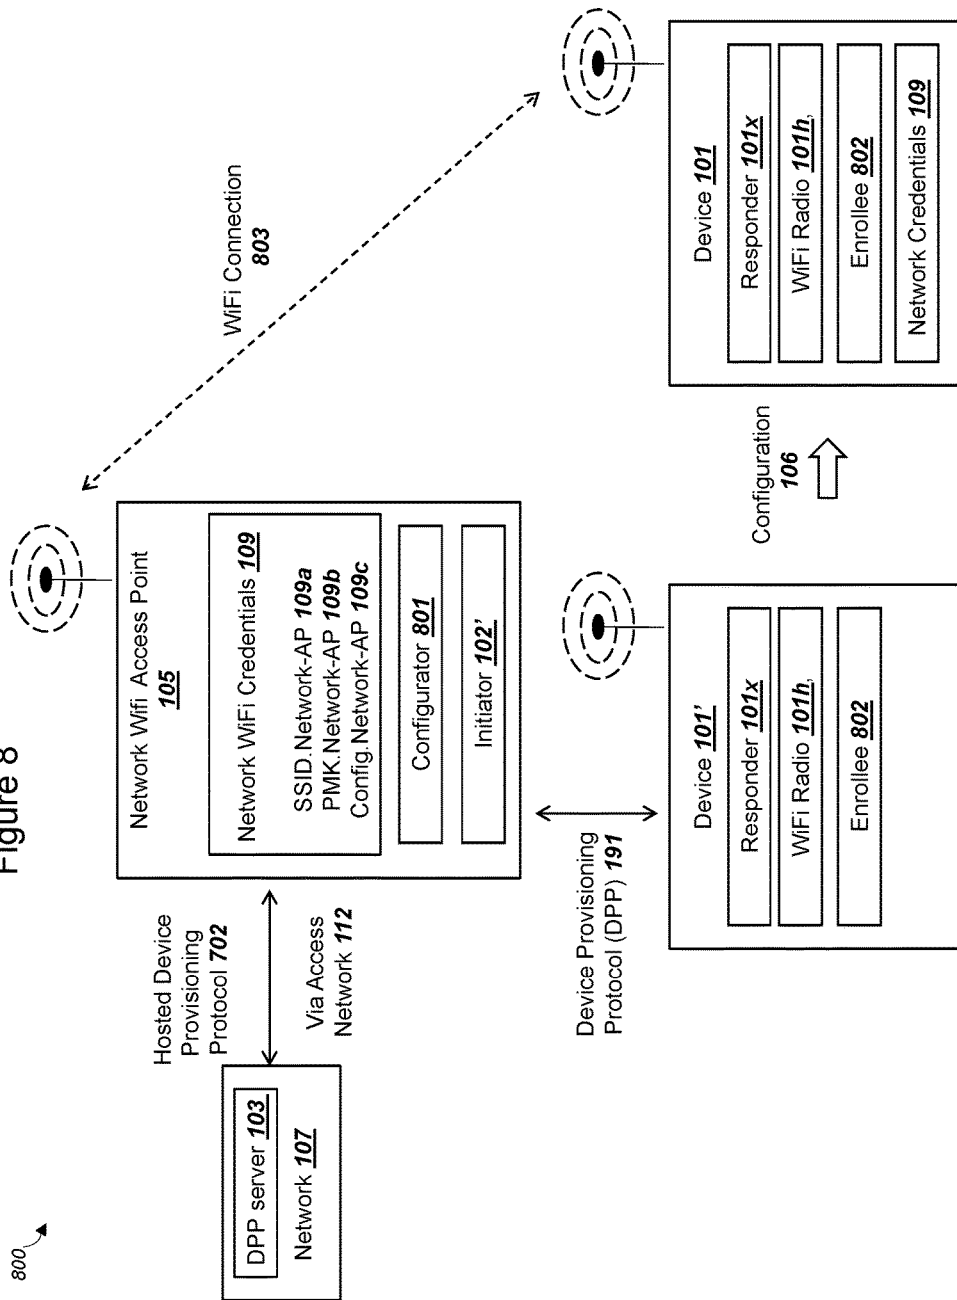 Figure 8
800
DPP server 103
Network 107
Hosted Device
Provisioning
Protocol 702
Via Access
Network 112
Network Wifi Access Point
105
Network WiFi Credentials 109
SSID.Network-AP 109a
PMK.Network-AP 109b
Config.Network-AP 109c
Configurator 801
Initiator 102'
WiFi Connection
803
Device Provisioning
Protocol (DPP) 191
Device 101'
Responder 101x
WiFi Radio 101h,
Enrollee 802
Configuration
106
Device 101
Responder 101x
WiFi Radio 101h,
Enrollee 802
Network Credentials 109